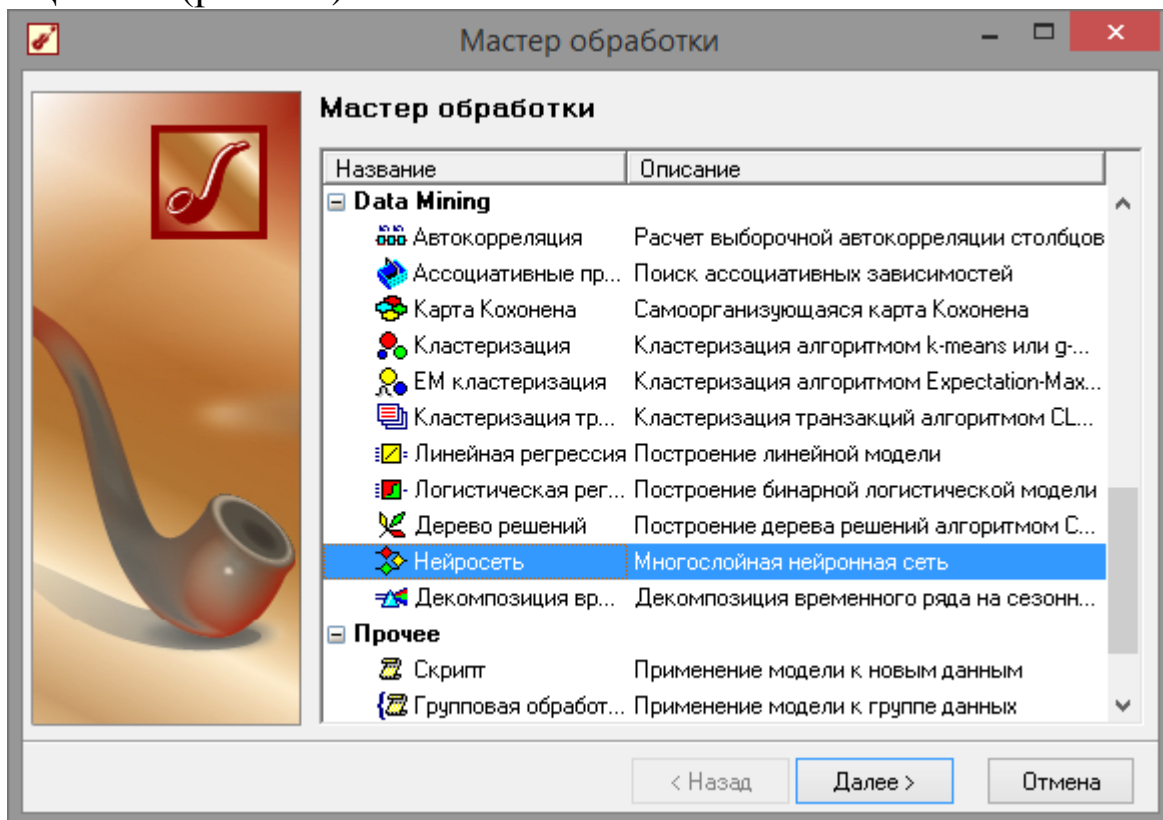 Мастер обработки
Мастер обработки
Название Описание
Data Mining
Автокорреляция Расчет выборочной автокорреляции столбцов
Ассоциативные пр... Поиск ассоциативных зависимостей
Карта Кохонена Самоорганизующаяся карта Кохонена
Кластеризация Кластеризация алгоритмом k-means или g-...
EM кластеризация Кластеризация алгоритмом Expectation-Max...
Кластеризация тр... Кластеризация транзакций алгоритмом CL...
Линейная регрессия Построение линейной модели
Логистическая рег... Построение бинарной логистической модели
Дерево решений Построение дерева решений алгоритмом C...
Нейросеть Многослойная нейронная сеть
Декомпозиция вр... Декомпозиция временного ряда на сезонн...
Прочее
Скрипт Применение модели к новым данным
Групповая обработ... Применение модели к группе данных
< Назад Далее > Отмена